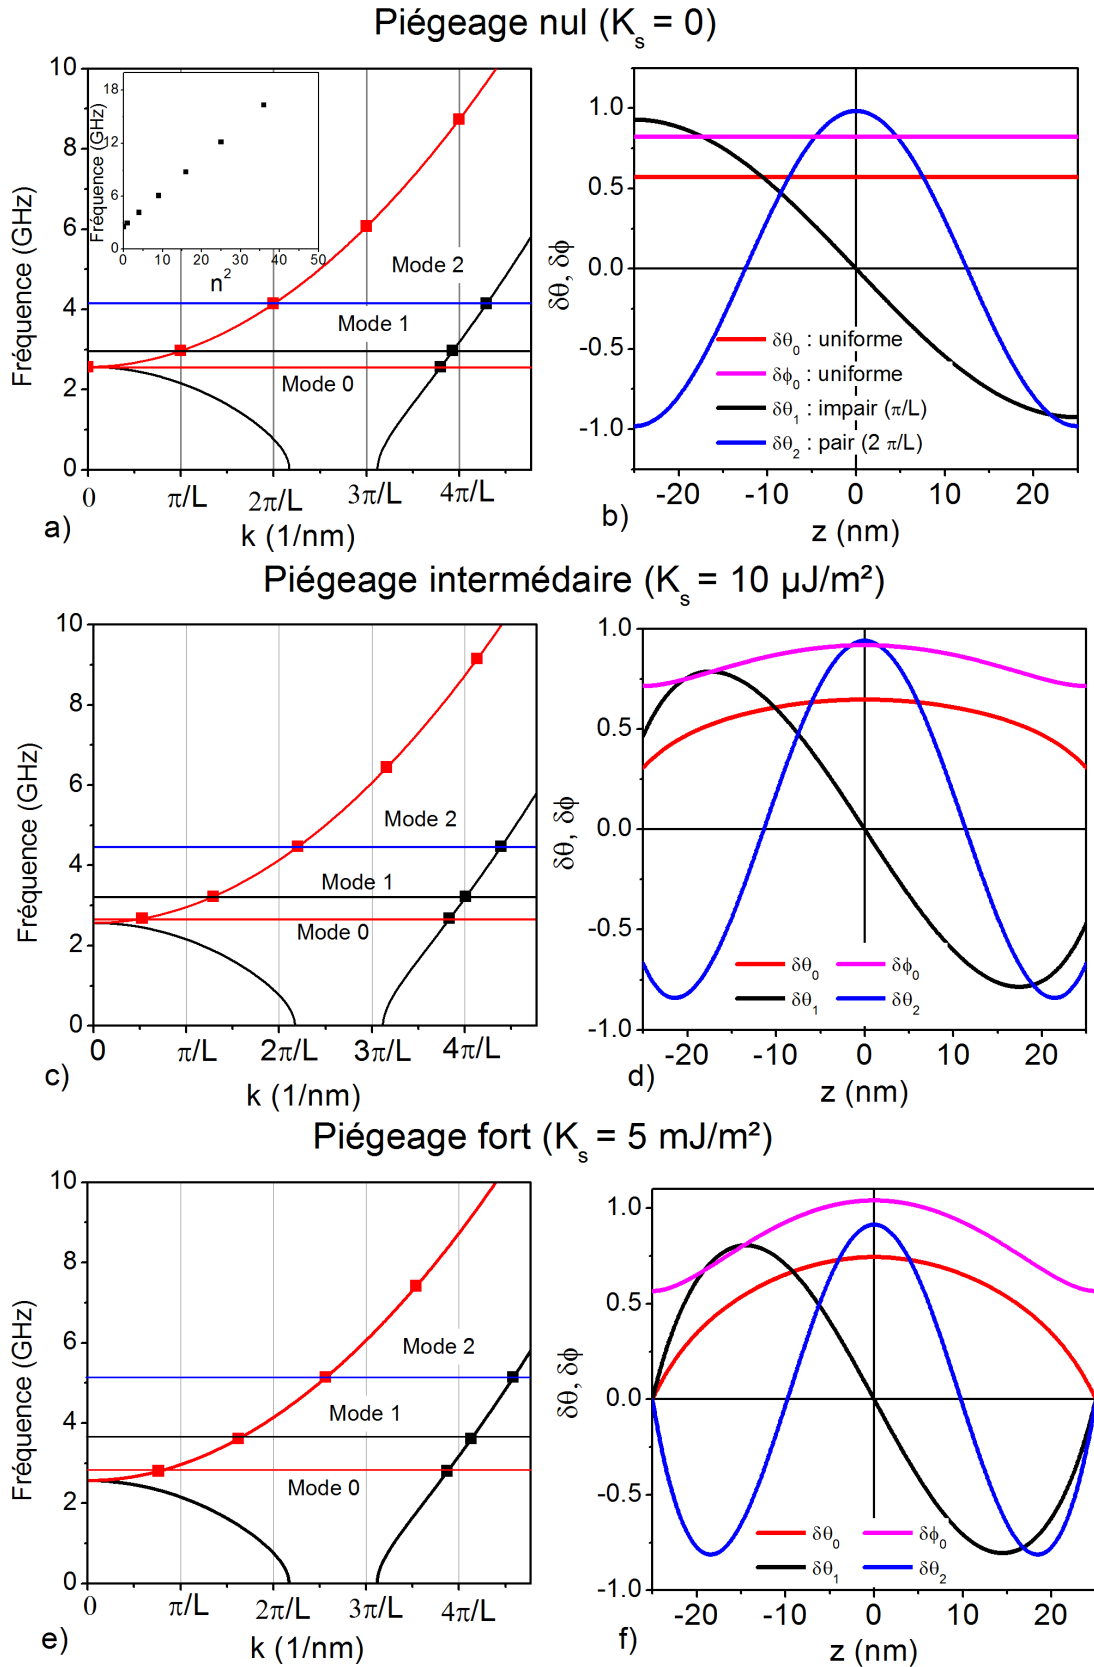 Piégeage nul (Ks = 0)
10
8
6
4
2
0
Fréquence (GHz)
18
12
6
0
Fréquence (GHz)
0 10 20 30 40 50
n²
Mode 2
Mode 1
Mode 0
0 π/L 2π/L 3π/L 4π/L
k (1/nm)
a)
1.0
0.5
0.0
-0.5
-1.0
δθ, δϕ
δθ0 : uniforme
δϕ0 : uniforme
δθ1 : impair (π/L)
δθ2 : pair (2 π/L)
-20 -10 0 10 20
z (nm)
b)
Piégeage intermédaire (Ks = 10 µJ/m²)
10
8
6
4
2
0
Fréquence (GHz)
Mode 2
Mode 1
Mode 0
0 π/L 2π/L 3π/L 4π/L
k (1/nm)
c)
1.0
0.5
0.0
-0.5
-1.0
δθ, δϕ
δθ0 δϕ0
δθ1 δθ2
-20 -10 0 10 20
z (nm)
d)
Piégeage fort (Ks = 5 mJ/m²)
10
8
6
4
2
0
Fréquence (GHz)
Mode 2
Mode 1
Mode 0
0 π/L 2π/L 3π/L 4π/L
k (1/nm)
e)
1.0
0.5
0.0
-0.5
-1.0
δθ, δϕ
δθ0 δϕ0
δθ1 δθ2
-20 -10 0 10 20
z (nm)
f)